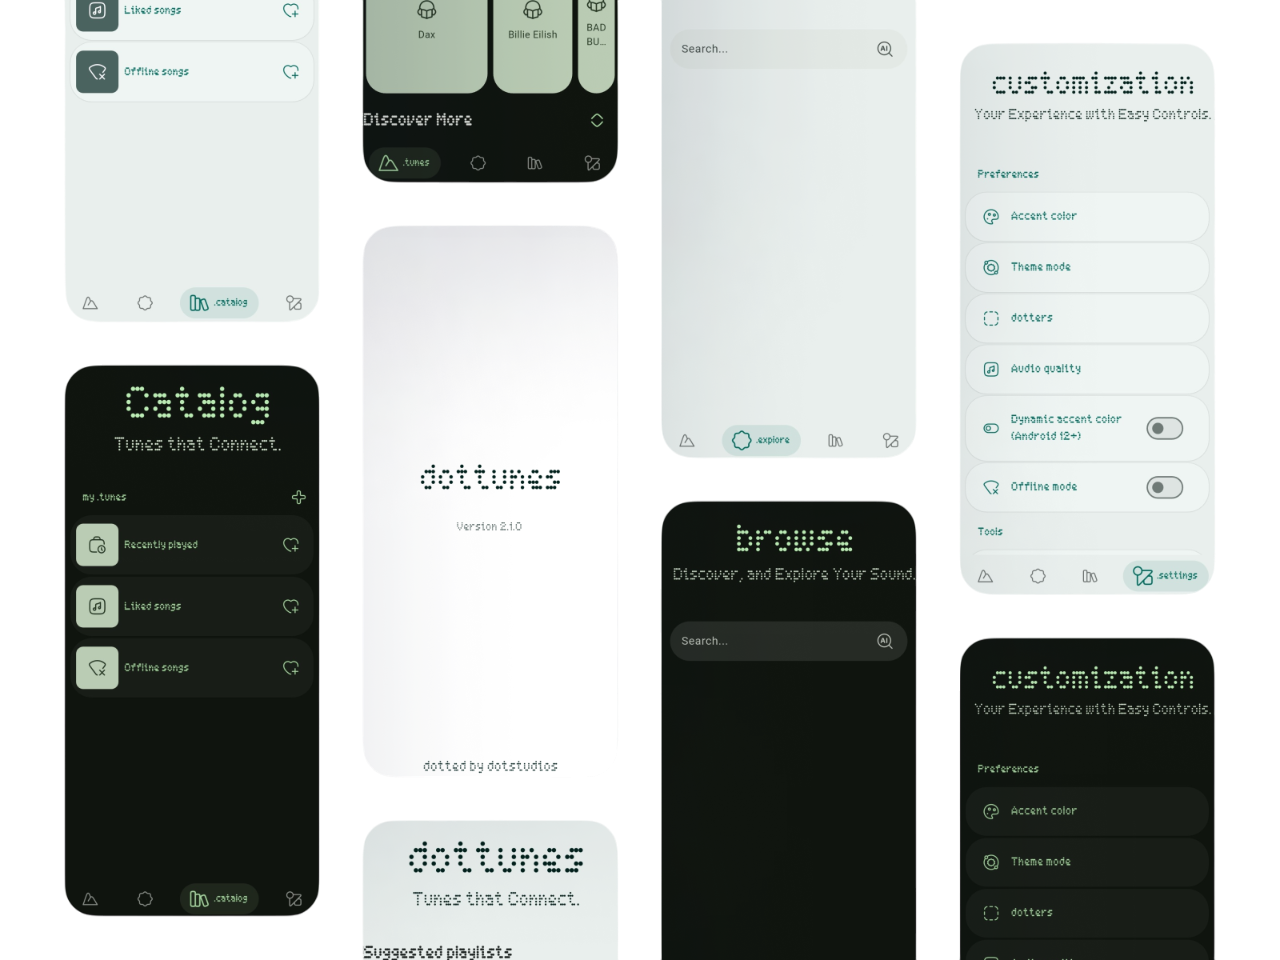 Liked songs
Offline songs
.catalog
Catalog
Tunes that Connect.
my .tunes
Recently played
Liked songs
Offline songs
.catalog
Dax
Billie Eilish
BAD
BU...
Discover More
.tunes
dottunes
Version 2.1.0
dotted by dotstudios
dottunes
Tunes that Connect.
Suggested playlists
Search...
AI
.explore
browse
Discover, and Explore Your Sound.
Search...
AI
customization
Your Experience with Easy Controls.
Preferences
Accent color
Theme mode
dotters
Audio quality
Dynamic accent color
(Android 12+)
Offline mode
Tools
.settings
customization
Your Experience with Easy Controls.
Preferences
Accent color
Theme mode
dotters